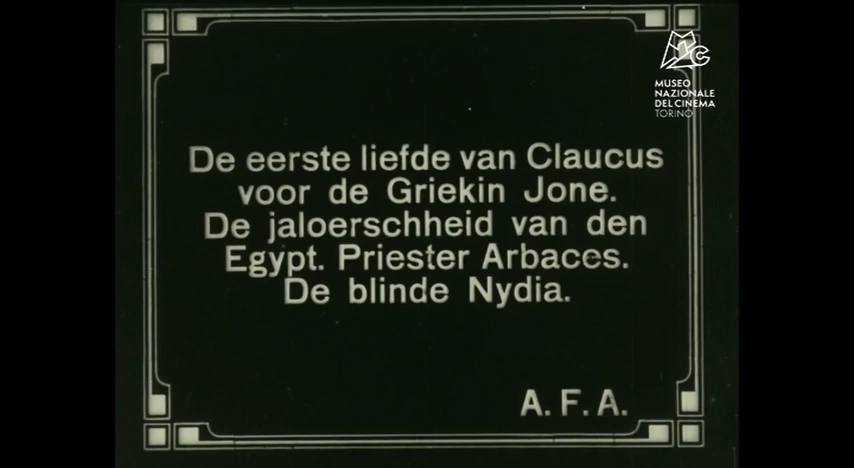 MUSEO
NAZIONALE
DEL CINEMA
TORINO
De eerste liefde van Claucus
voor de Griekin Jone.
De jaloerschheid van den
Egypt. Priester Arbaces.
De blinde Nydia.
A. F. A.